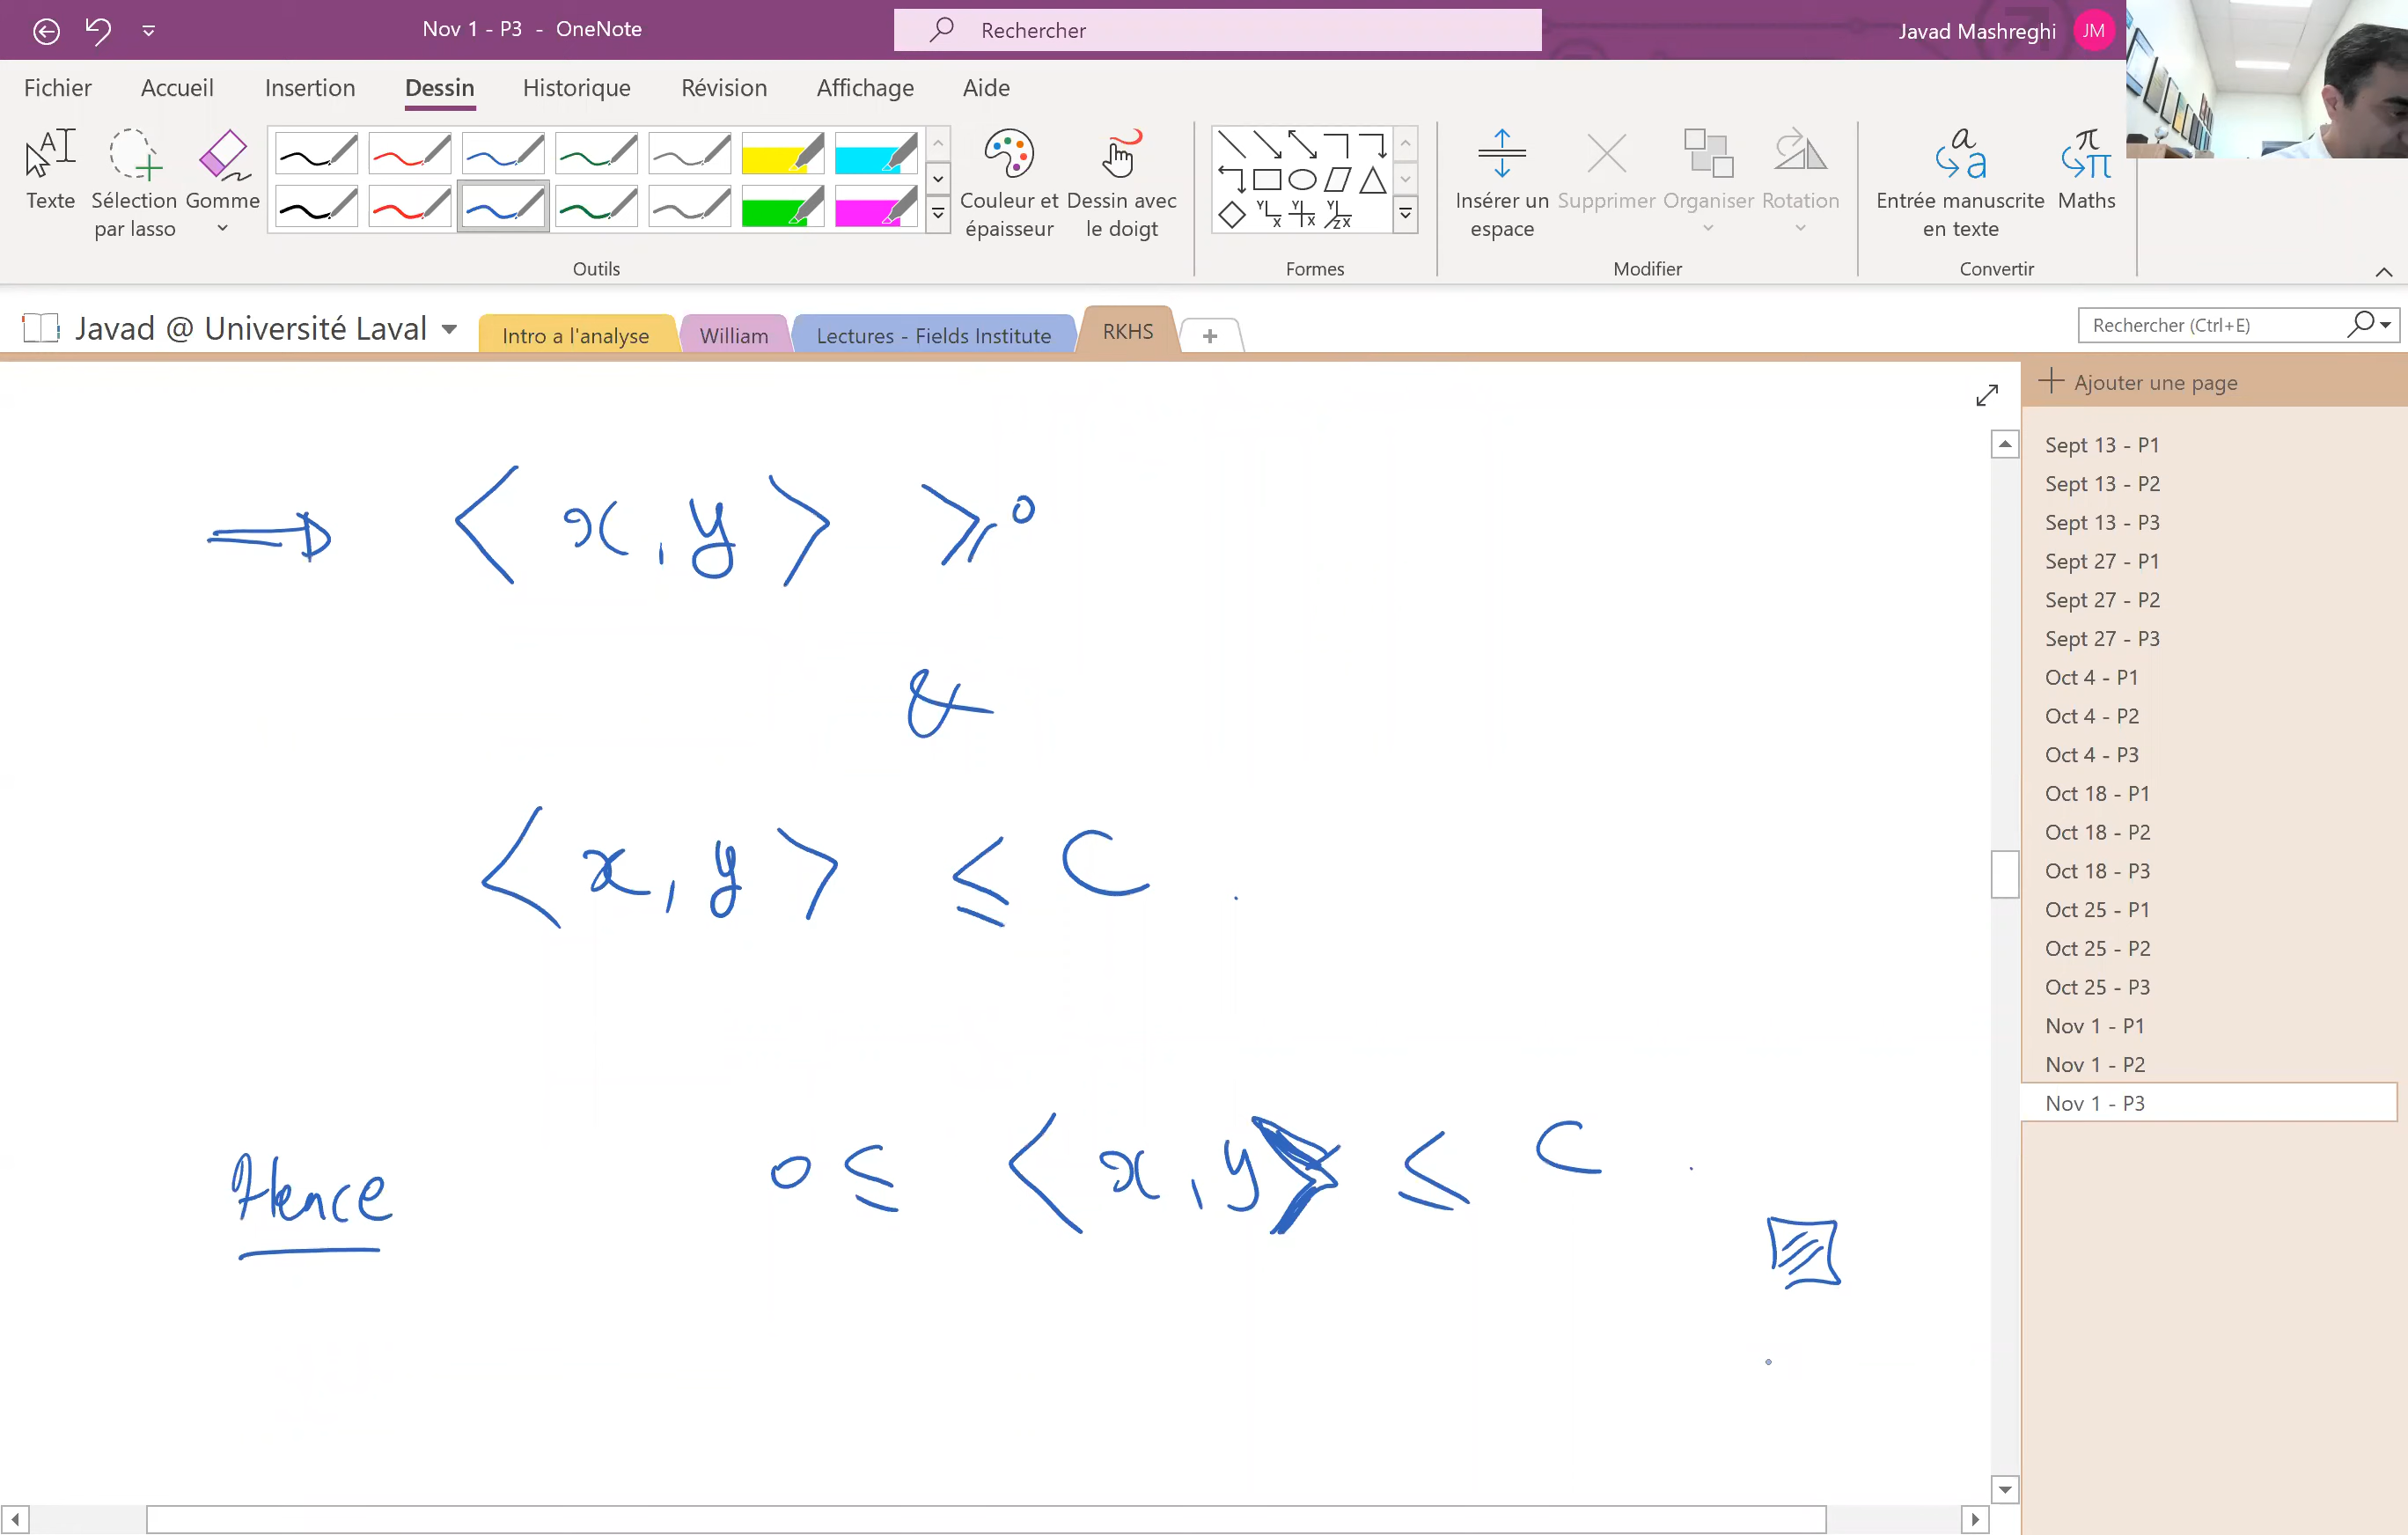 Nov 1 - P3 - OneNote
Rechercher
Javad Mashreghi
JM
Fichier Accueil Insertion Dessin Historique Révision Affichage Aide
Texte
Sélection par lasso
Gomme
Couleur et épaisseur
Dessin avec le doigt
Insérer un espace
Supprimer
Organiser
Rotation
Entrée manuscrite en texte
Maths
Outils
Formes
Modifier
Convertir
Javad @ Université Laval
Intro a l'analyse
William
Lectures - Fields Institute
RKHS
Rechercher (Ctrl+E)
Ajouter une page
Sept 13 - P1
Sept 13 - P2
Sept 13 - P3
Sept 27 - P1
Sept 27 - P2
Sept 27 - P3
Oct 4 - P1
Oct 4 - P2
Oct 4 - P3
Oct 18 - P1
Oct 18 - P2
Oct 18 - P3
Oct 25 - P1
Oct 25 - P2
Oct 25 - P3
Nov 1 - P1
Nov 1 - P2
Nov 1 - P3
⟹ < x, y > ⩾ 0
&
< x, y > ≤ C .
Hence 0 ≤ < x, y > ≤ C .